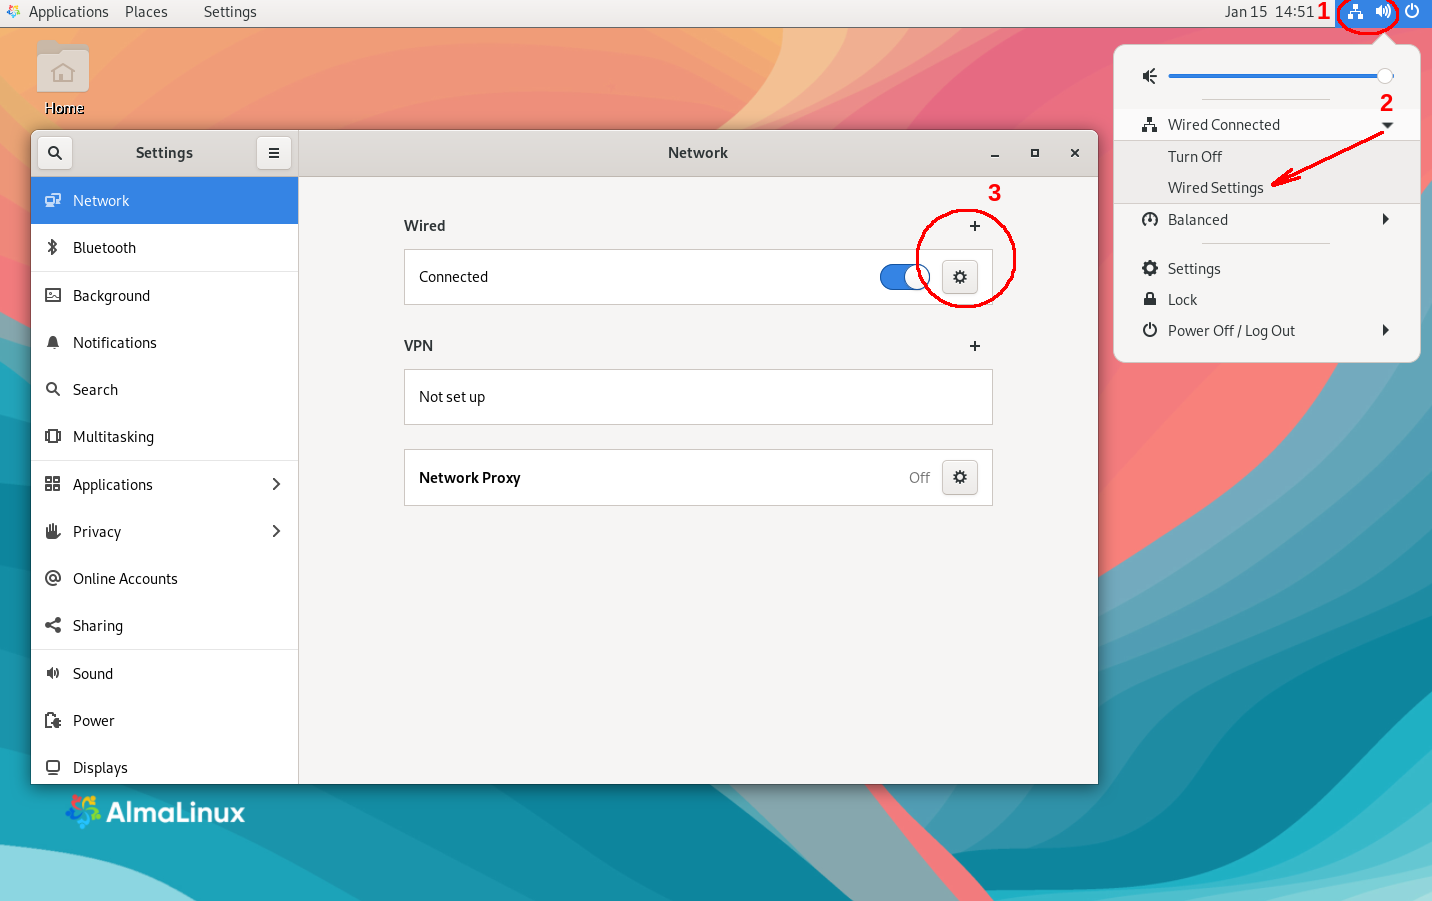 Applications Places Settings Jan 15 14:51 1
Home
2
Wired Connected
Turn Off
Wired Settings
Balanced
Settings
Lock
Power Off / Log Out
Settings
Network
Network
Bluetooth
Background
Notifications
Search
Multitasking
Applications
Privacy
Online Accounts
Sharing
Sound
Power
Displays
3
Wired
Connected
VPN
Not set up
Network Proxy Off
AlmaLinux